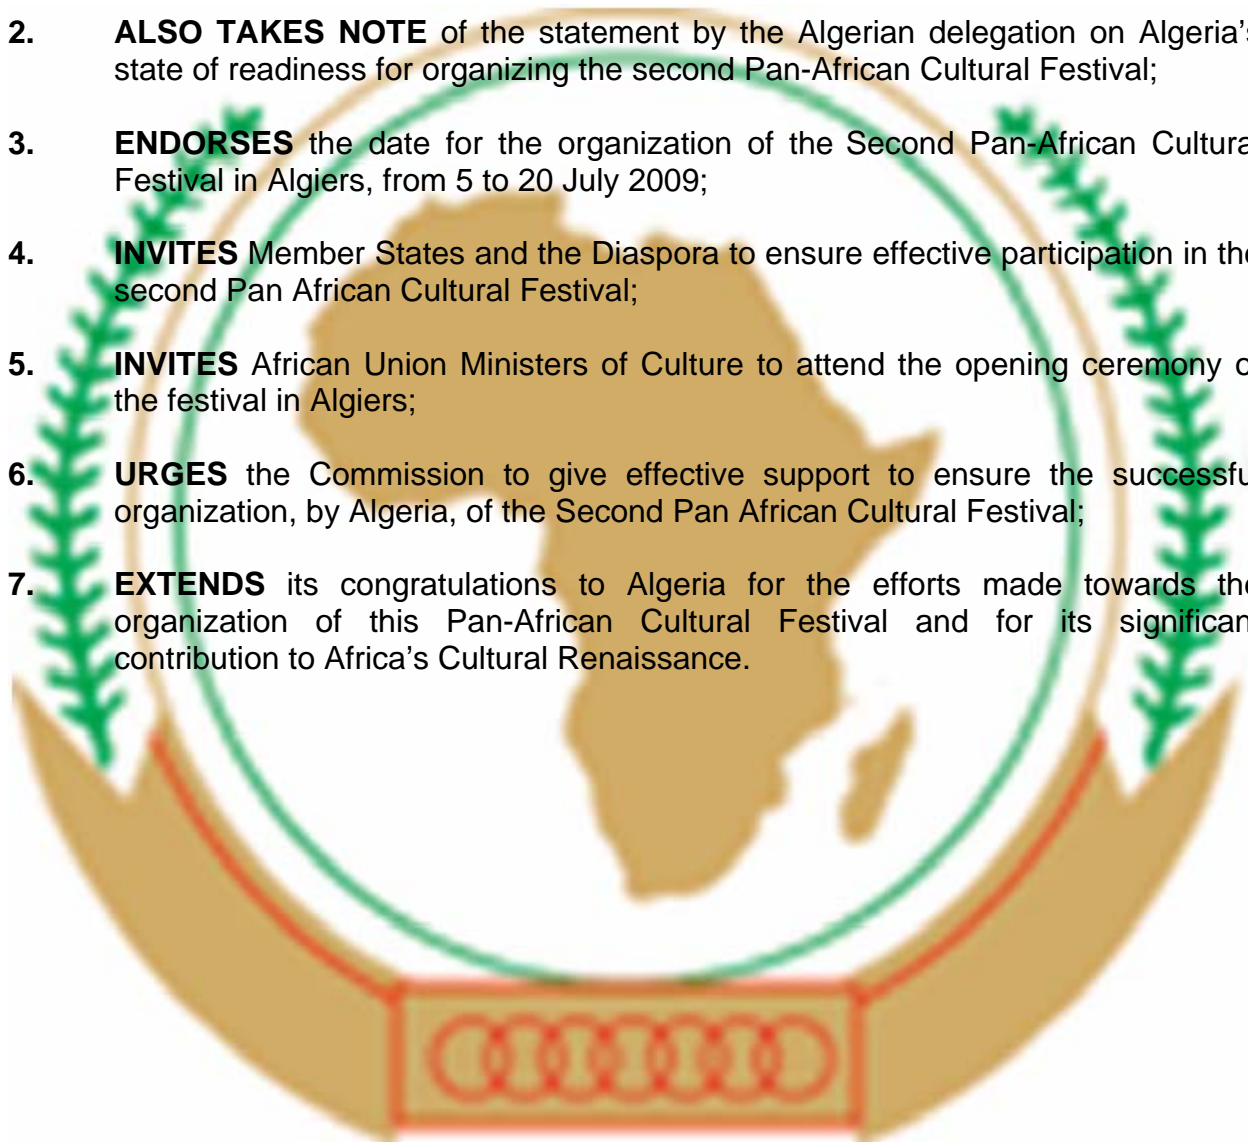 2. ALSO TAKES NOTE of the statement by the Algerian delegation on Algeria's
state of readiness for organizing the second Pan-African Cultural Festival;
3. ENDORSES the date for the organization of the Second Pan-African Cultura
Festival in Algiers, from 5 to 20 July 2009;
4. INVITES Member States and the Diaspora to ensure effective participation in the
second Pan African Cultural Festival;
5. INVITES African Union Ministers of Culture to attend the opening ceremony o
the festival in Algiers;
6. URGES the Commission to give effective support to ensure the successfu
organization, by Algeria, of the Second Pan African Cultural Festival;
7. EXTENDS its congratulations to Algeria for the efforts made towards the
organization of this Pan-African Cultural Festival and for its significan
contribution to Africa's Cultural Renaissance.